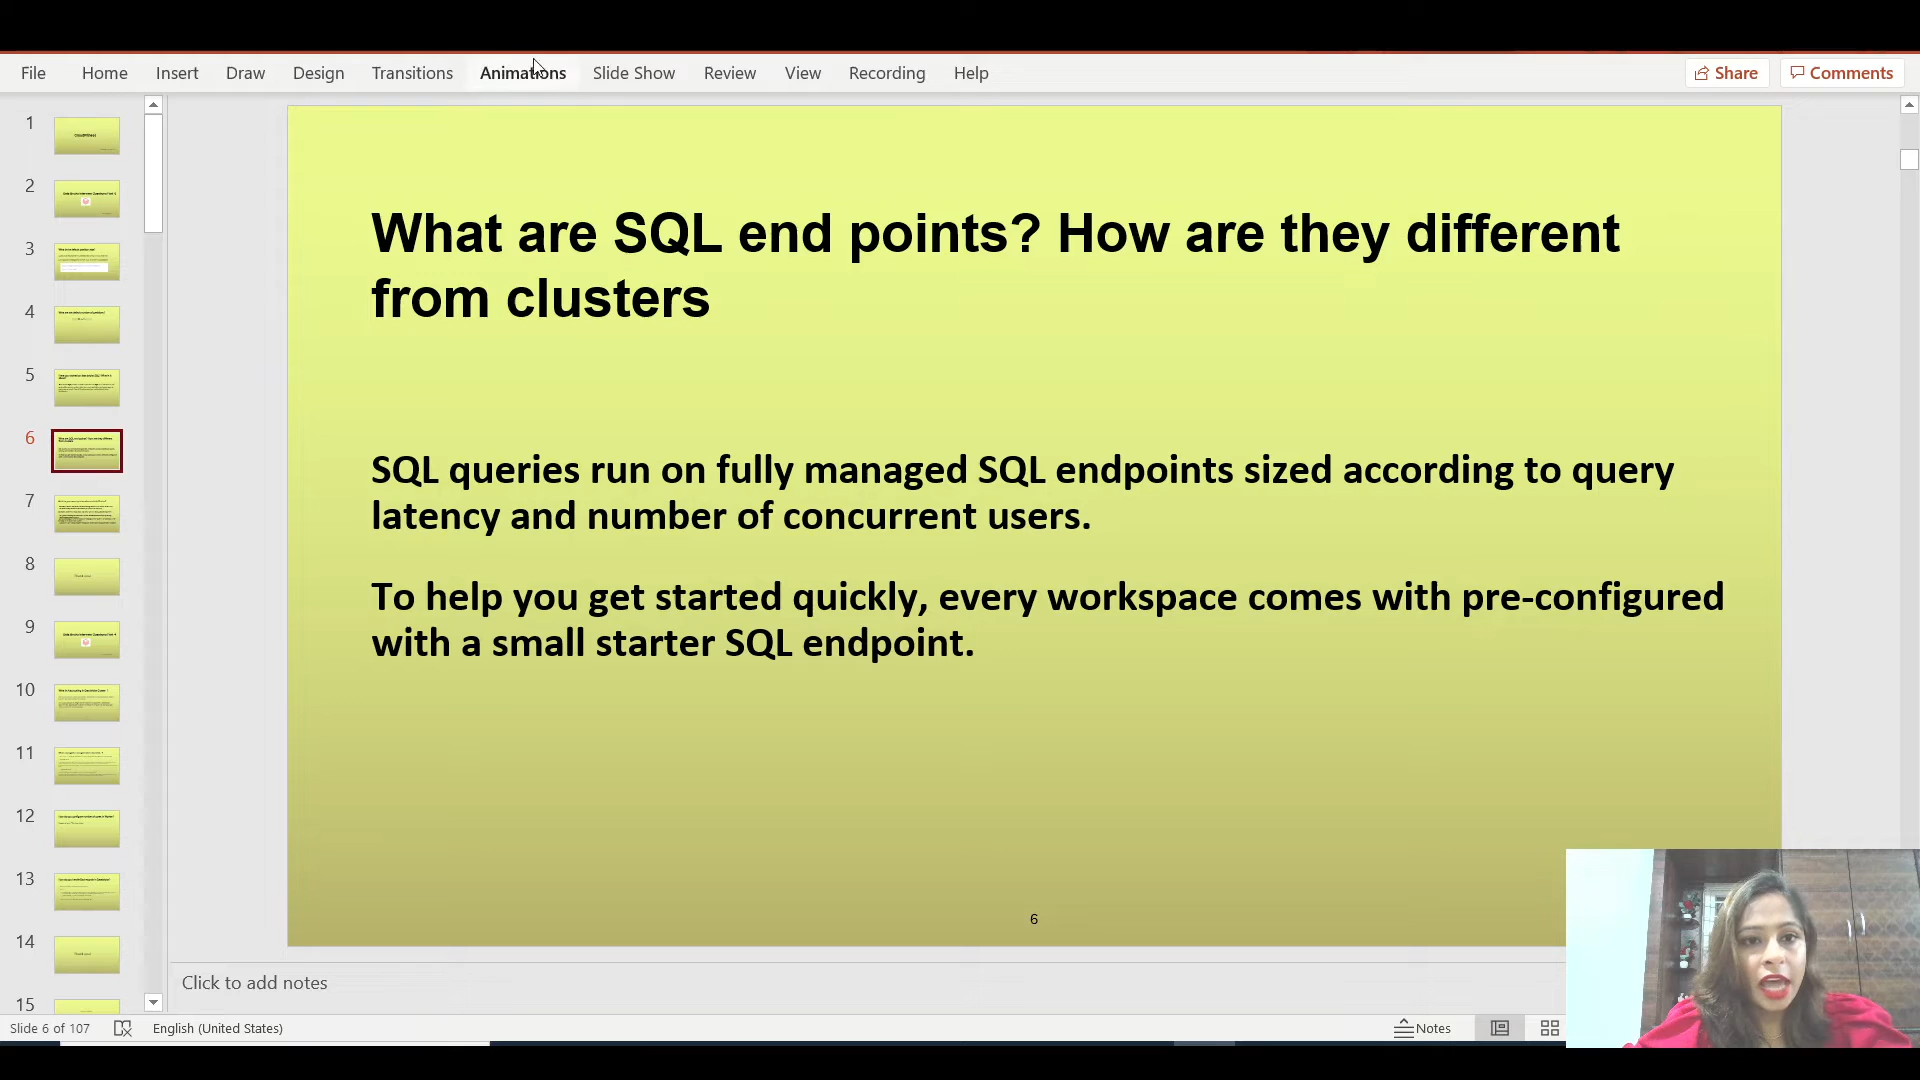 File Home Insert Draw Design Transitions Animations Slide Show Review View Recording Help Share Comments
1
2
3
4
5
6
7
8
9
10
11
12
13
14
15
What are SQL end points? How are they different
from clusters
SQL queries run on fully managed SQL endpoints sized according to query
latency and number of concurrent users.
To help you get started quickly, every workspace comes with pre-configured
with a small starter SQL endpoint.
6
Click to add notes
Slide 6 of 107 English (United States) Notes